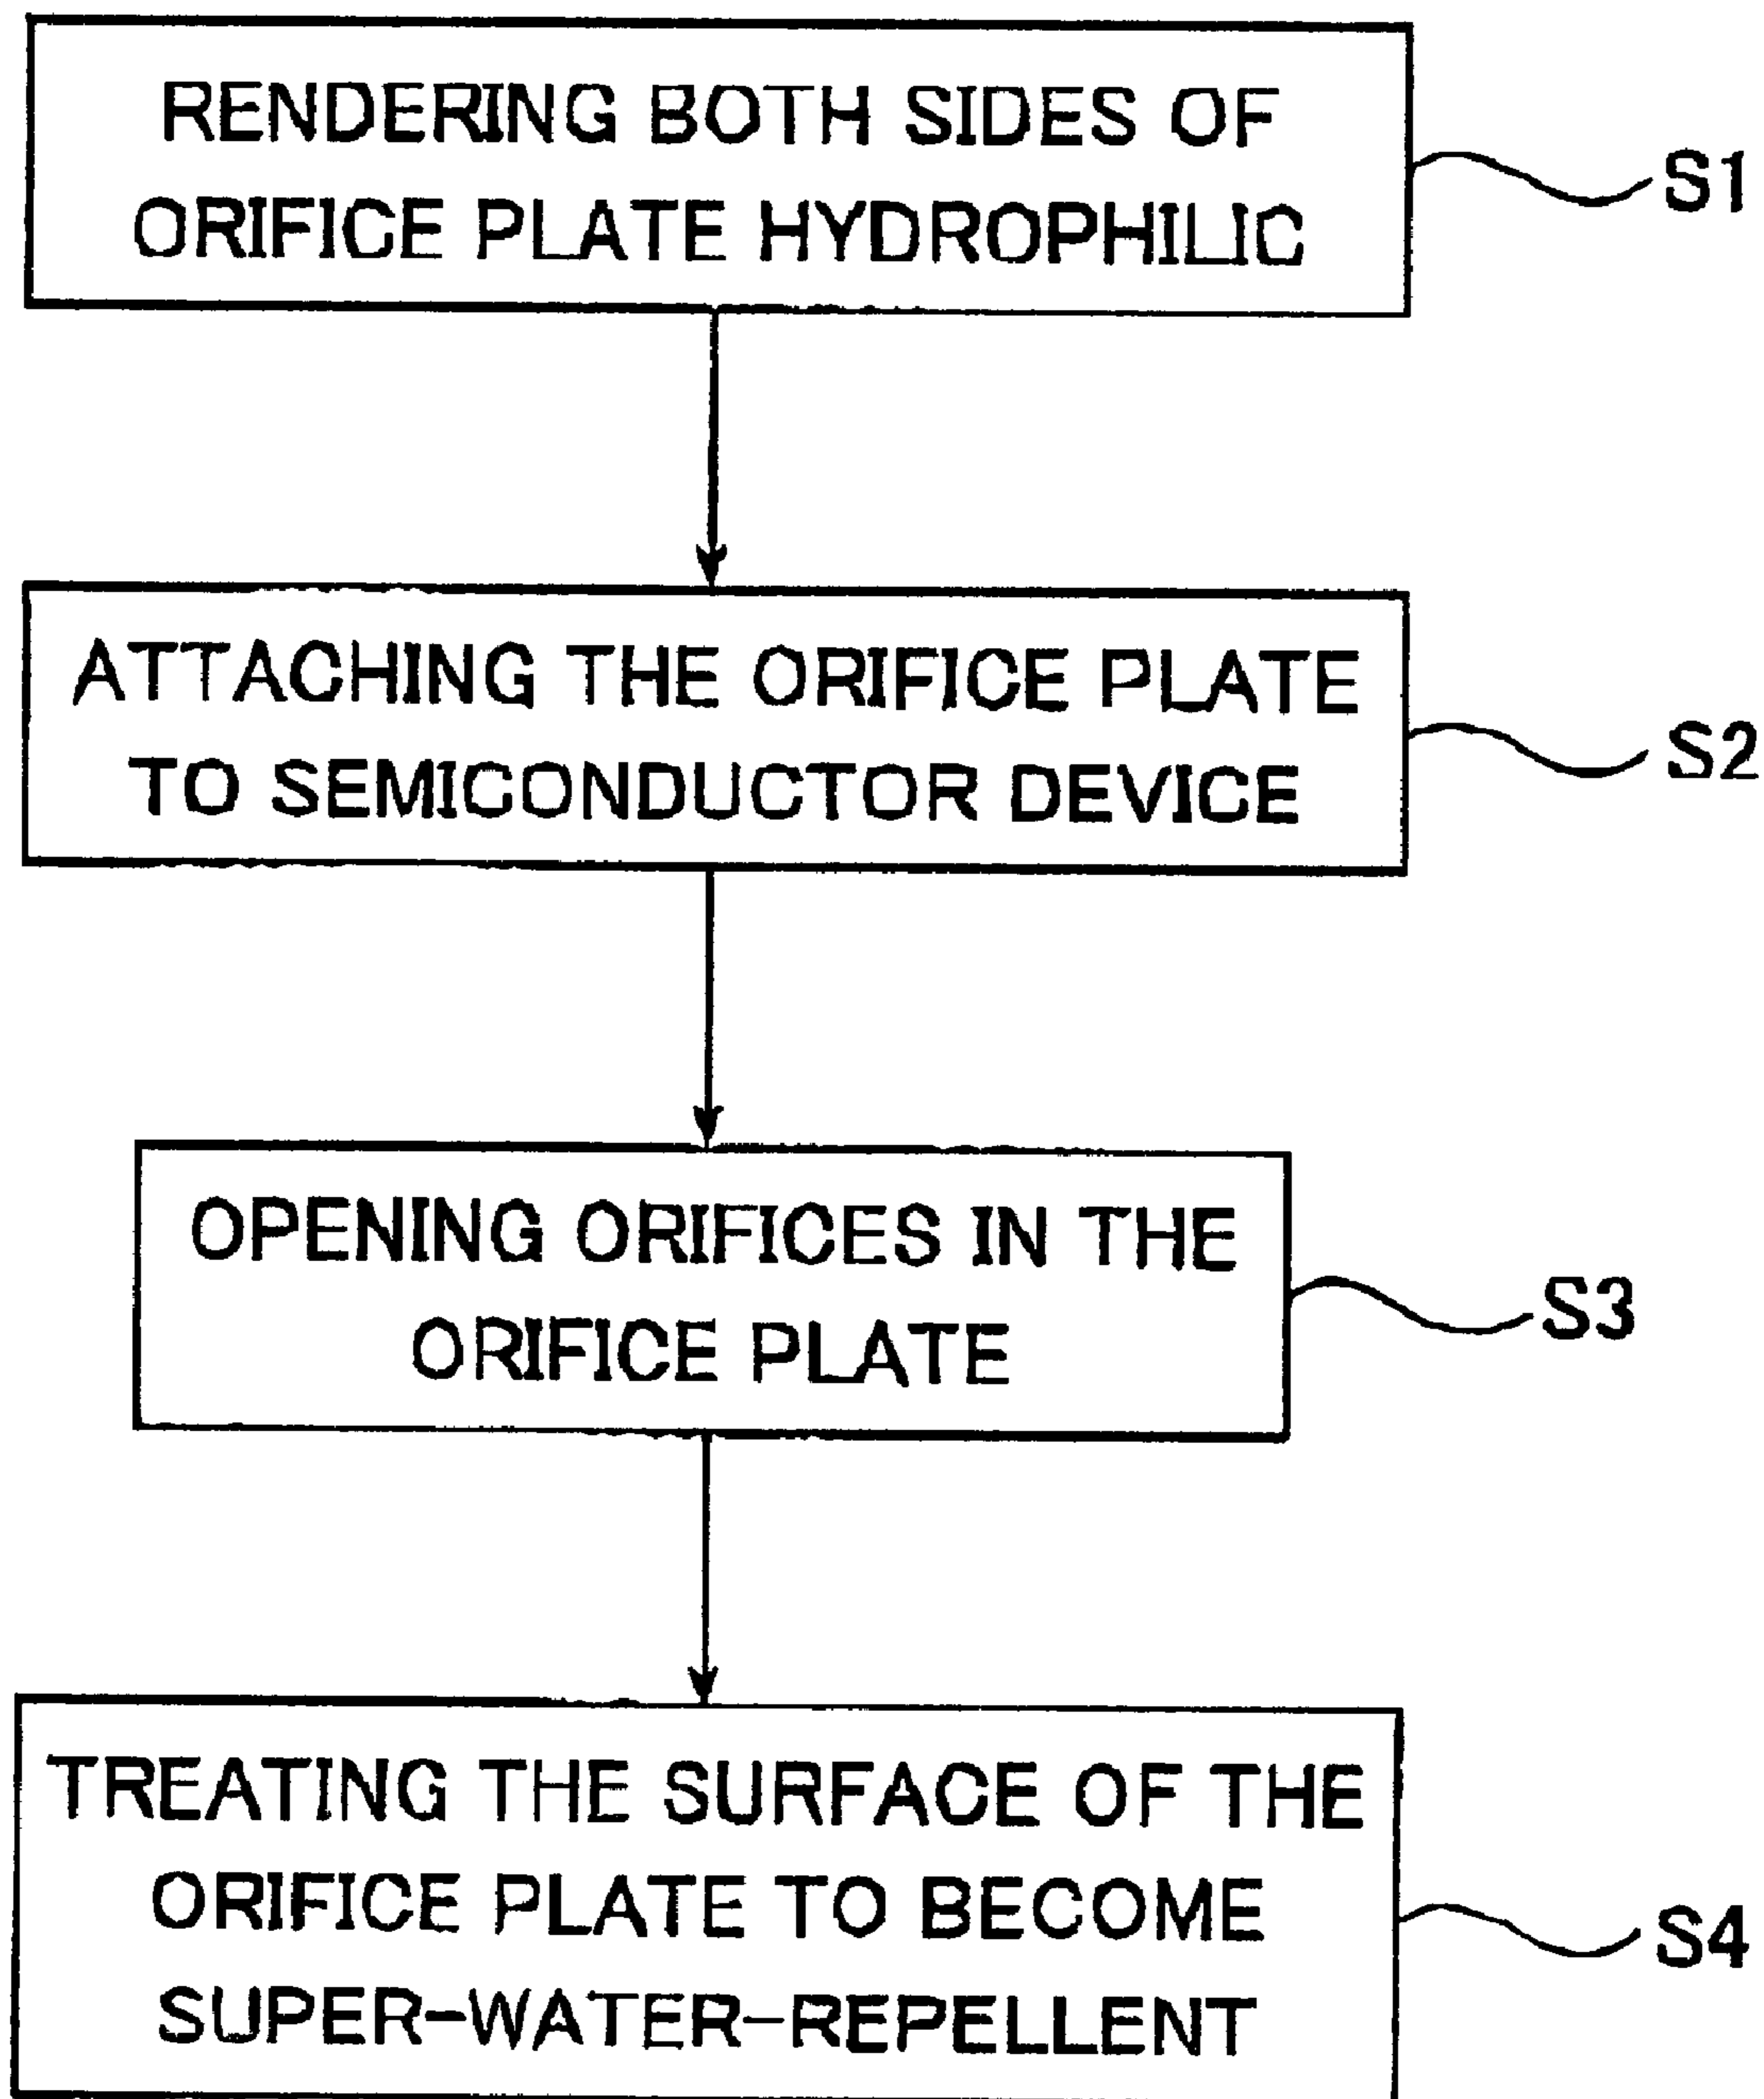 RENDERING BOTH SIDES OF
ORIFICE PLATE HYDROPHILIC
S1
ATTACHING THE ORIFICE PLATE
TO SEMICONDUCTOR DEVICE
S2
OPENING ORIFICES IN THE
ORIFICE PLATE
S3
TREATING THE SURFACE OF THE
ORIFICE PLATE TO BECOME
SUPER-WATER-REPELLENT
S4